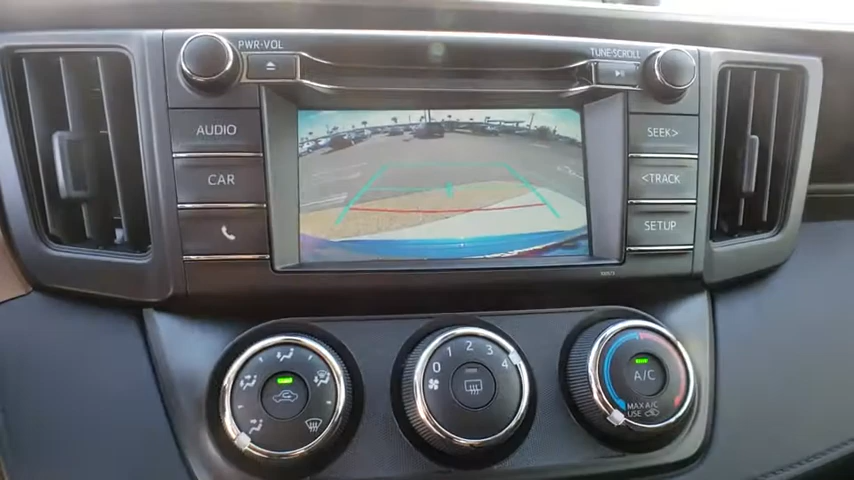 PWR•VOL
TUNE•SCROLL
AUDIO
CAR
SEEK>
<TRACK
SETUP
0 1 2 3 4
A/C
MAX A/C
USE